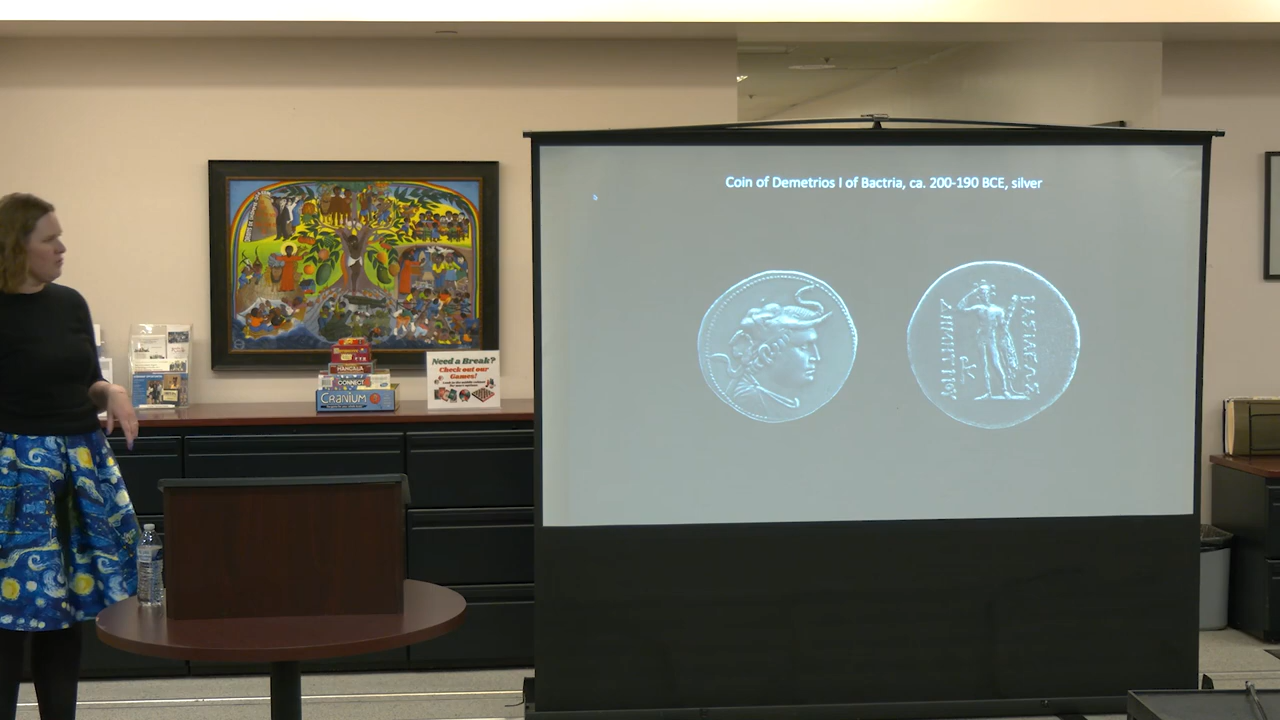 Coin of Demetrios I of Bactria, ca. 200-190 BCE, silver
ΒΑΣΙΛΕΩΣ
ΔΗΜΗΤΡΙΟΥ
MANCALA
CONNECT
CRANIUM
Need a Break?
Check out our
Games!